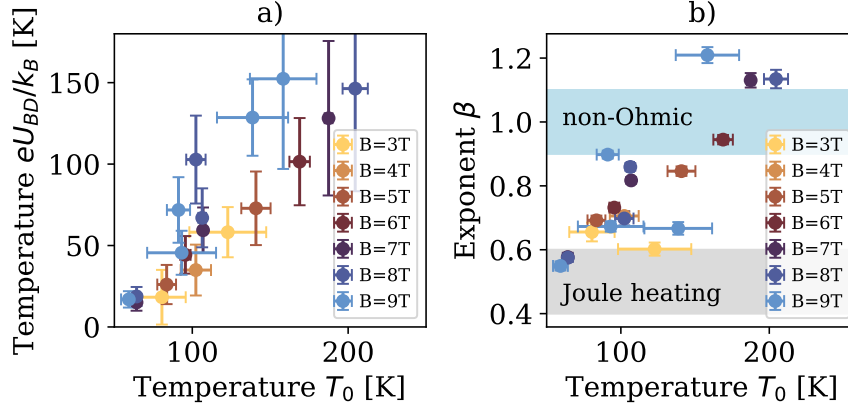 a)
Temperature eU_BD/k_B [K]
150
100
50
0
100
200
Temperature T_0 [K]
B=3T
B=4T
B=5T
B=6T
B=7T
B=8T
B=9T
b)
Exponent β
1.2
1.0
0.8
0.6
0.4
non-Ohmic
Joule heating
100
200
Temperature T_0 [K]
B=3T
B=4T
B=5T
B=6T
B=7T
B=8T
B=9T